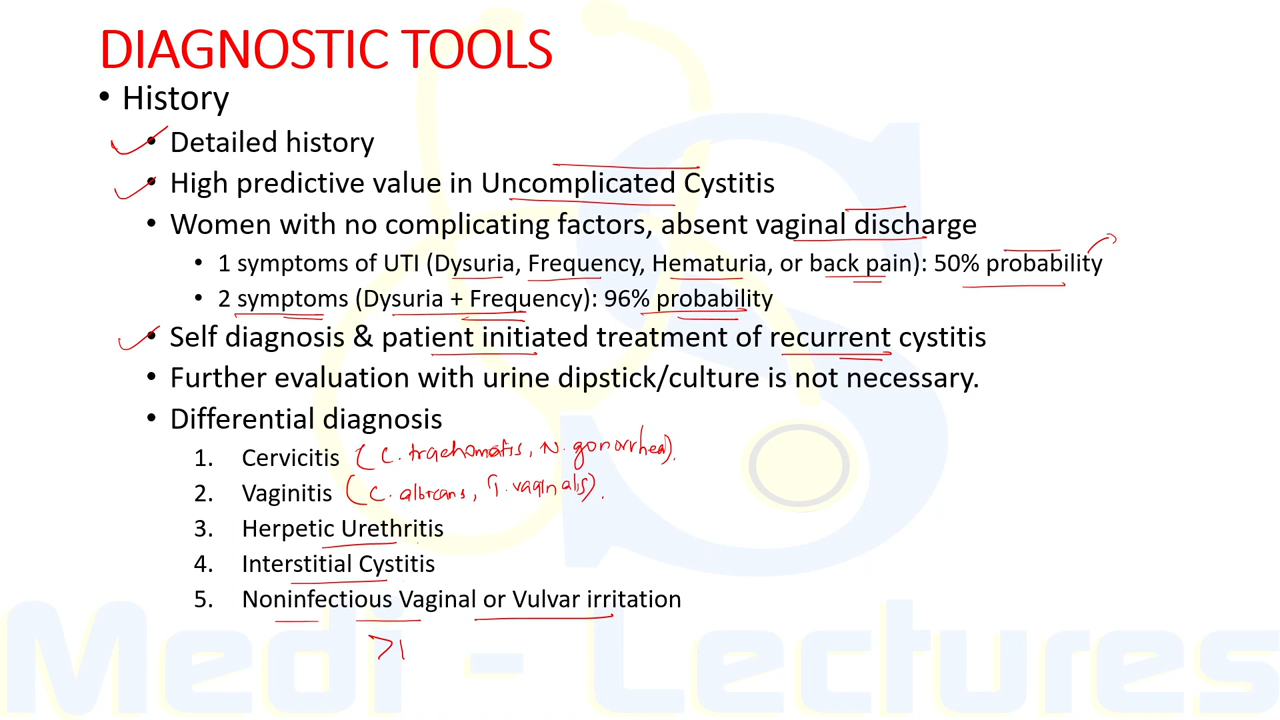 DIAGNOSTIC TOOLS
• History
• Detailed history
• High predictive value in Uncomplicated Cystitis
• Women with no complicating factors, absent vaginal discharge
• 1 symptoms of UTI (Dysuria, Frequency, Hematuria, or back pain): 50% probability
• 2 symptoms (Dysuria + Frequency): 96% probability
• Self diagnosis & patient initiated treatment of recurrent cystitis
• Further evaluation with urine dipstick/culture is not necessary.
• Differential diagnosis
1. Cervicitis (C. trachomatis, N. gonorrhea).
2. Vaginitis (C. albicans, T. vaginalis).
3. Herpetic Urethritis
4. Interstitial Cystitis
5. Noninfectious Vaginal or Vulvar irritation
>1
Medi - Lectures